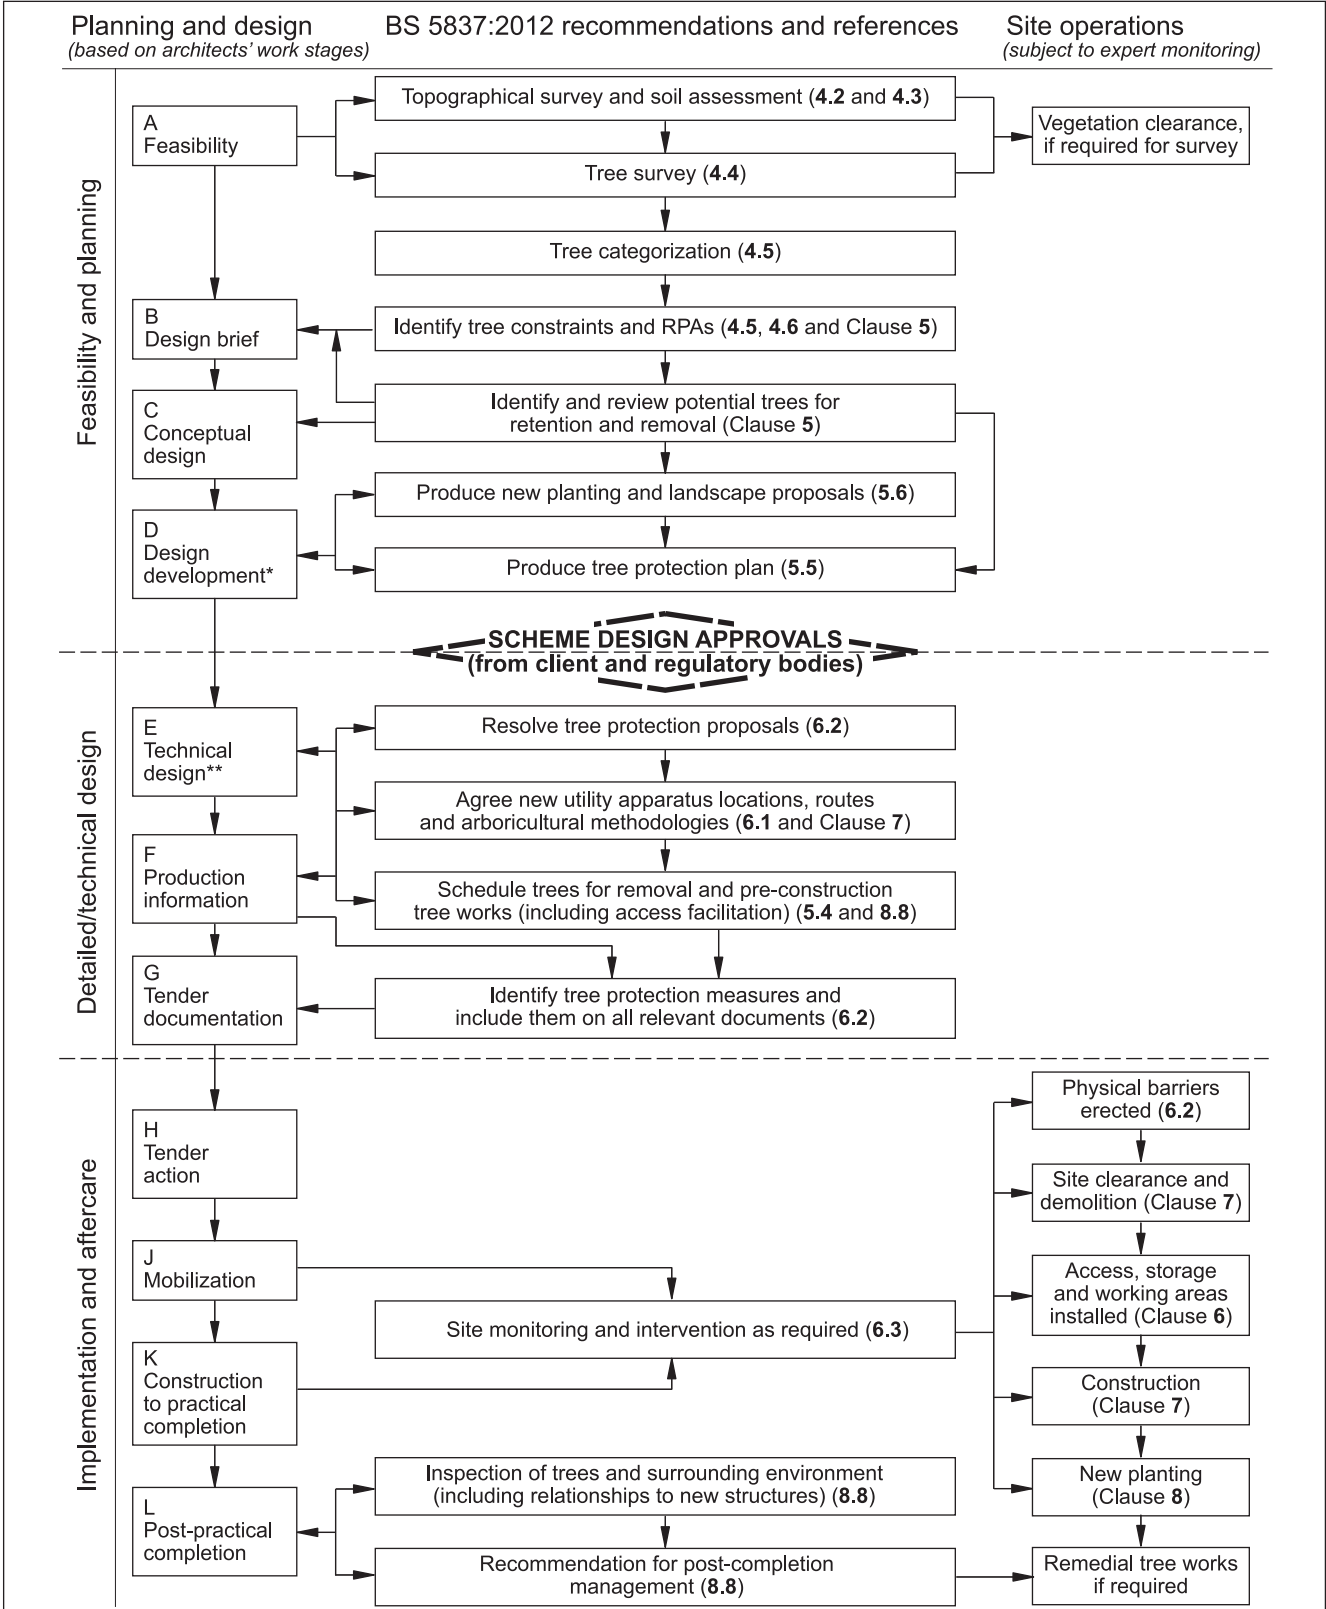 Planning and design
(based on architects' work stages)
BS 5837:2012 recommendations and references
Site operations
(subject to expert monitoring)
Feasibility and planning
A
Feasibility
Topographical survey and soil assessment (4.2 and 4.3)
Tree survey (4.4)
Vegetation clearance,
if required for survey
Tree categorization (4.5)
B
Design brief
Identify tree constraints and RPAs (4.5, 4.6 and Clause 5)
C
Conceptual
design
Identify and review potential trees for
retention and removal (Clause 5)
Produce new planting and landscape proposals (5.6)
D
Design
development*
Produce tree protection plan (5.5)
SCHEME DESIGN APPROVALS
(from client and regulatory bodies)
Detailed/technical design
E
Technical
design**
Resolve tree protection proposals (6.2)
Agree new utility apparatus locations, routes
and arboricultural methodologies (6.1 and Clause 7)
F
Production
information
Schedule trees for removal and pre-construction
tree works (including access facilitation) (5.4 and 8.8)
G
Tender
documentation
Identify tree protection measures and
include them on all relevant documents (6.2)
Implementation and aftercare
H
Tender
action
Physical barriers
erected (6.2)
Site clearance and
demolition (Clause 7)
J
Mobilization
Access, storage
and working areas
installed (Clause 6)
Site monitoring and intervention as required (6.3)
K
Construction
to practical
completion
Construction
(Clause 7)
Inspection of trees and surrounding environment
(including relationships to new structures) (8.8)
New planting
(Clause 8)
L
Post-practical
completion
Recommendation for post-completion
management (8.8)
Remedial tree works
if required